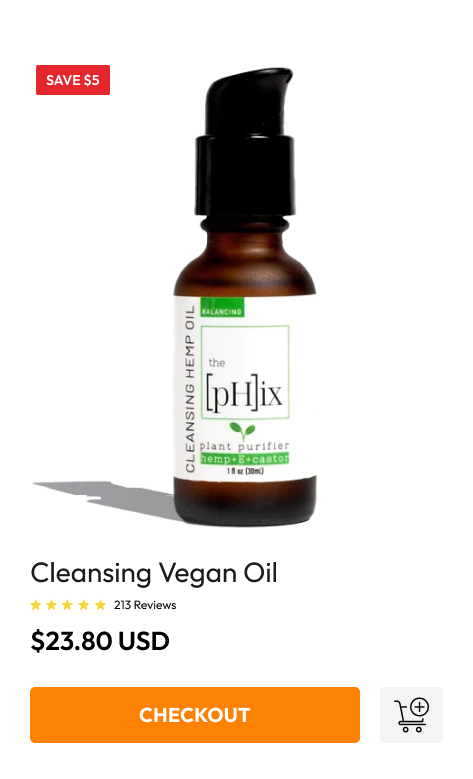 SAVE $5
BALANCING
CLEANSING HEMP OIL
the
[pH]ix
plant purifier
hemp+E+castor
1 fl oz (30mL)
Cleansing Vegan Oil
213 Reviews
$23.80 USD
CHECKOUT